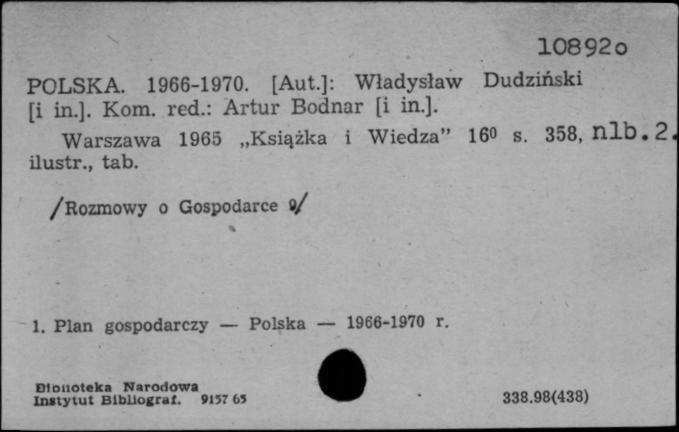 108920
POLSKA. 1966-1970. [Aut.]: Władysław Dudziński
[i in.]. Kom. red.: Artur Bodnar [i in.].
Warszawa 1965 „Książka i Wiedza” 16⁰ s. 358, nlb. 2.
ilustr., tab.
/Rozmowy o Gospodarce /
1. Plan gospodarczy — Polska — 1966-1970 r.
Biblioteka Narodowa
Instytut Bibliograf. 9157 65
338.98(438)